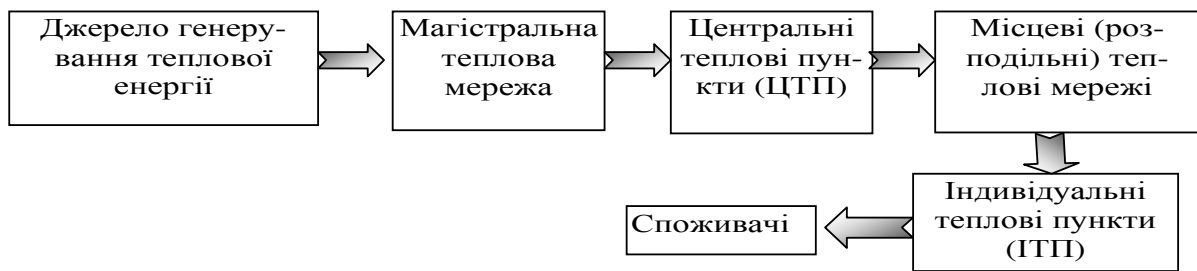 Джерело генеру-
вання теплової
енергії
Магістральна
теплова
мережа
Центральні
теплові пун-
кти (ЦТП)
Місцеві (роз-
подільні) теп-
лові мережі
Індивідуальні
теплові пункти
(ІТП)
Споживачі